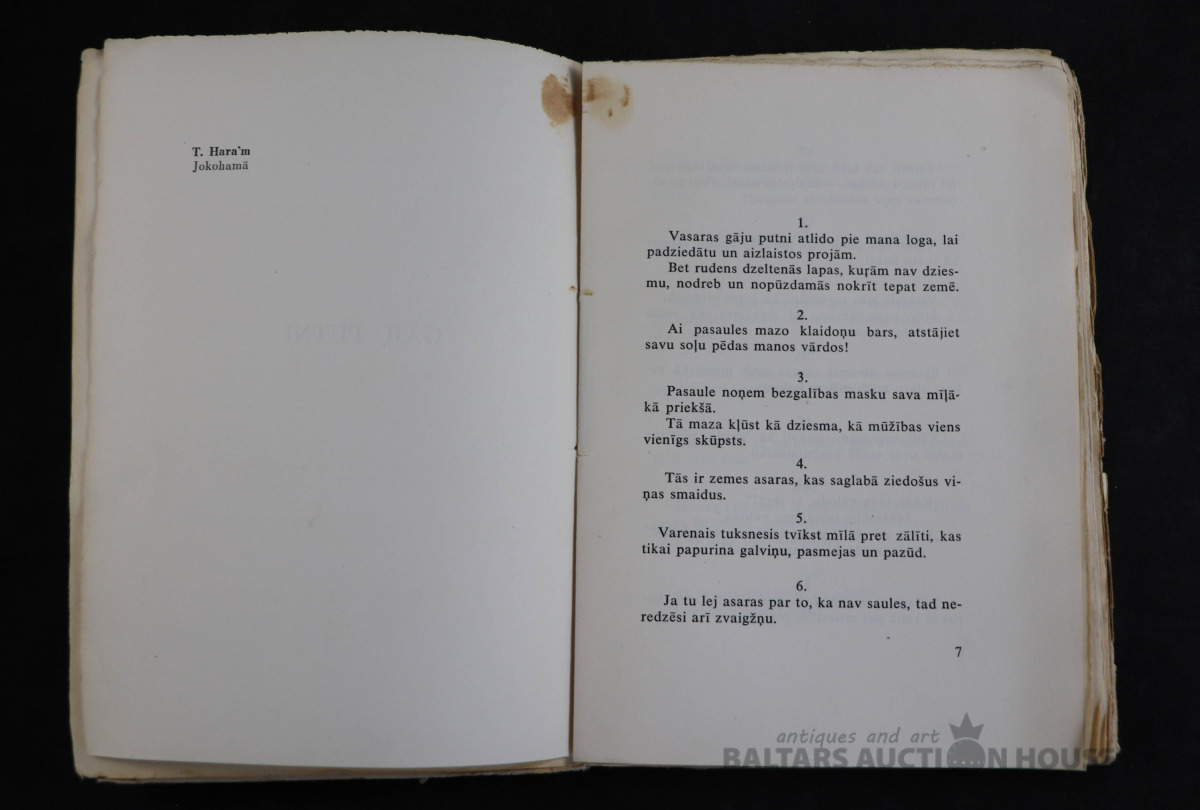 T. Hara'm
Jokohamā
GĀJU PUTNI
1.
Vasaras gāju putni atlido pie mana loga, lai
padziedātu un aizlaistos projām.
Bet rudens dzeltenās lapas, kuŗām nav dzies-
mu, nodreb un nopūzdamās nokrīt tepat zemē.
2.
Ai pasaules mazo klaidoņu bars, atstājiet
savu soļu pēdas manos vārdos!
3.
Pasaule noņem bezgalības masku sava mīļā-
kā priekšā.
Tā maza kļūst kā dziesma, kā mūžības viens
vienīgs skūpsts.
4.
Tās ir zemes asaras, kas saglabā ziedošus vi-
ņas smaidus.
5.
Varenais tuksnesis tvīkst mīlā pret zālīti, kas
tikai papurina galviņu, pasmejas un pazūd.
6.
Ja tu lej asaras par to, ka nav saules, tad ne-
redzēsi arī zvaigžņu.
7
antiques and art
BALTARS AUCTION HOUSE